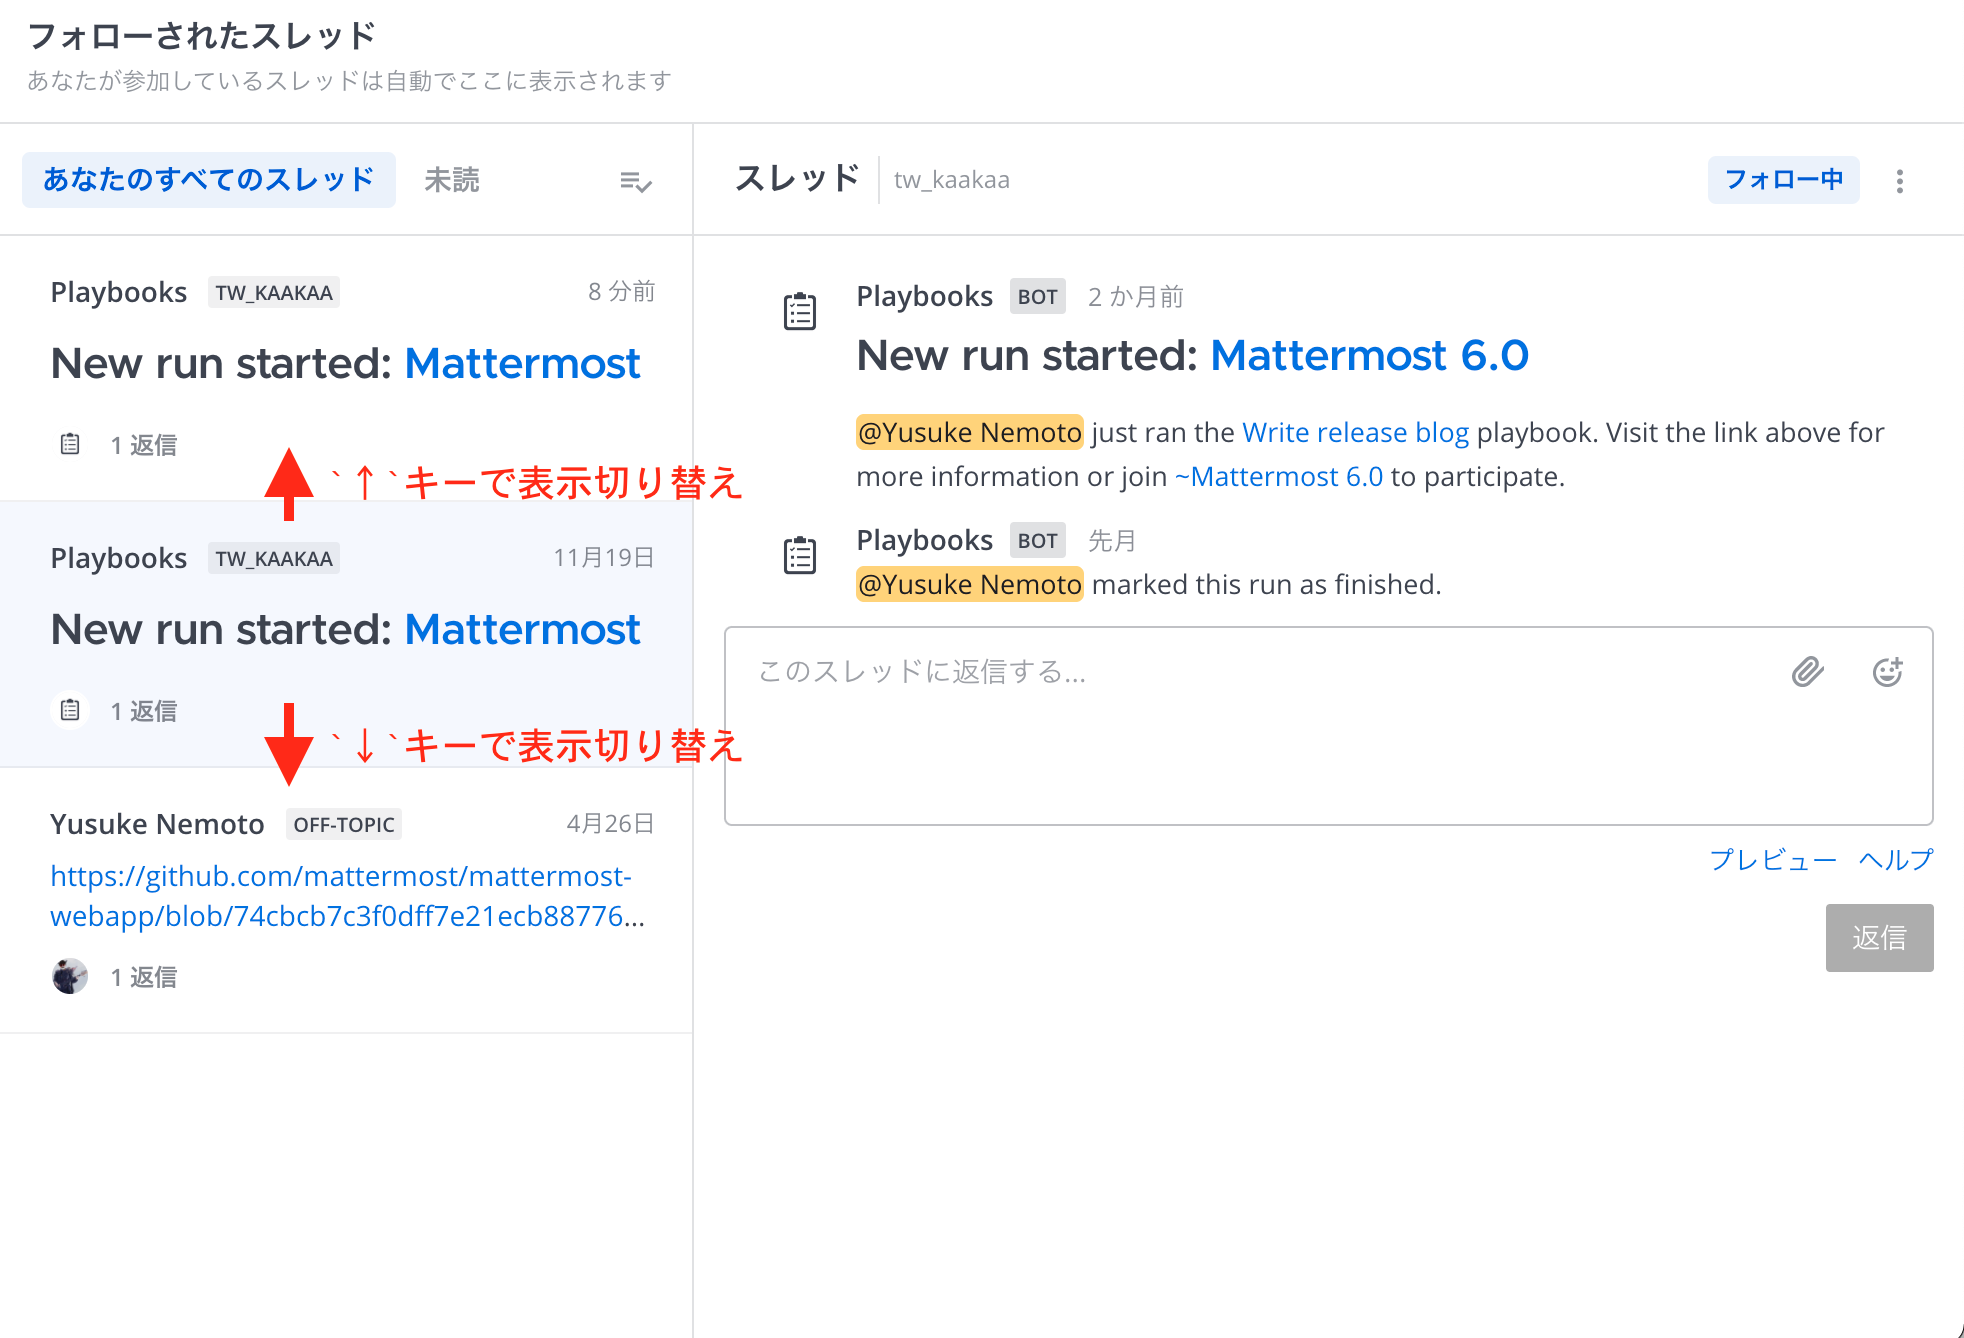 フォローされたスレッド
あなたが参加しているスレッドは自動でここに表示されます
あなたのすべてのスレッド 未読
Playbooks TW_KAAKAA 8 分前
New run started: Mattermost
1 返信
`↑`キーで表示切り替え
Playbooks TW_KAAKAA 11月19日
New run started: Mattermost
1 返信
`↓`キーで表示切り替え
Yusuke Nemoto OFF-TOPIC 4月26日
https://github.com/mattermost/mattermost-
webapp/blob/74cbcb7c3f0dff7e21ecb88776...
1 返信
スレッド tw_kaakaa フォロー中
Playbooks BOT 2 か月前
New run started: Mattermost 6.0
@Yusuke Nemoto just ran the Write release blog playbook. Visit the link above for
more information or join ~Mattermost 6.0 to participate.
Playbooks BOT 先月
@Yusuke Nemoto marked this run as finished.
このスレッドに返信する...
プレビュー ヘルプ
返信